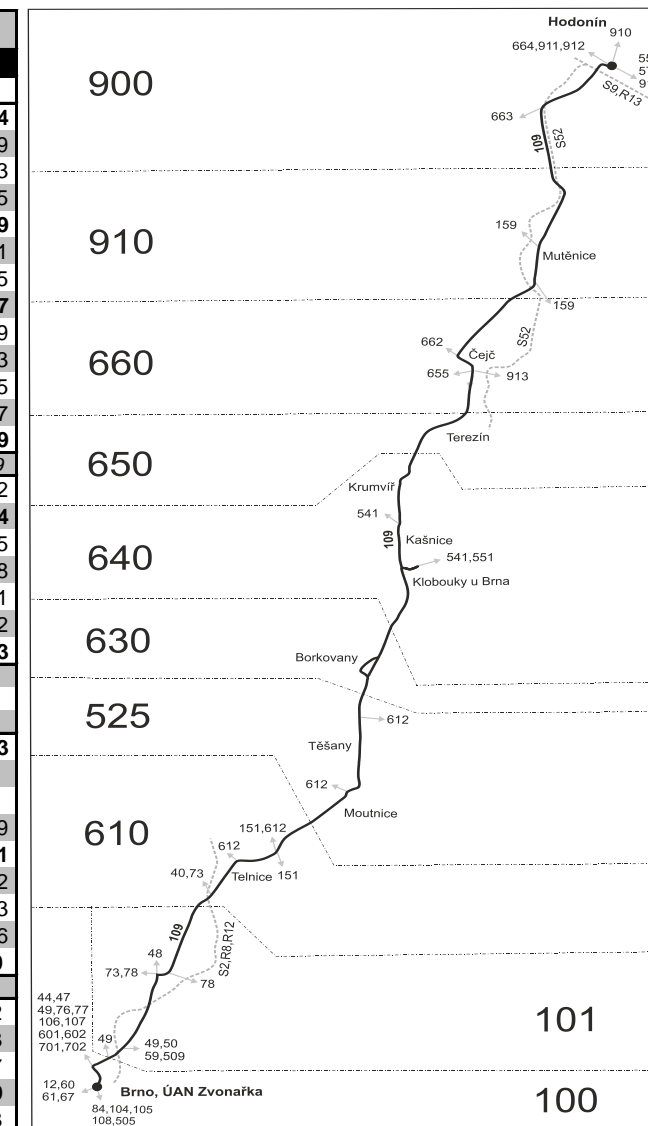 Hodonín
910
664,911,912
S9,R13
900
663
109
S52
910
159
Mutěnice
159
S52
662
Čejč
660
655
913
Terezín
650
Krumvíř
541
109
Kašnice
640
541,551
Klobouky u Brna
630
Borkovany
525
612
Těšany
612
Moutnice
610
151,612
612
151
Telnice
40,73
109
S2,R8,R12
48
73,78
78
44,47
49,76,77
106,107
601,602
701,702
49
49,50
59,509
101
12,60
61,67
Brno, ÚAN Zvonařka
84,104,105
108,505
100